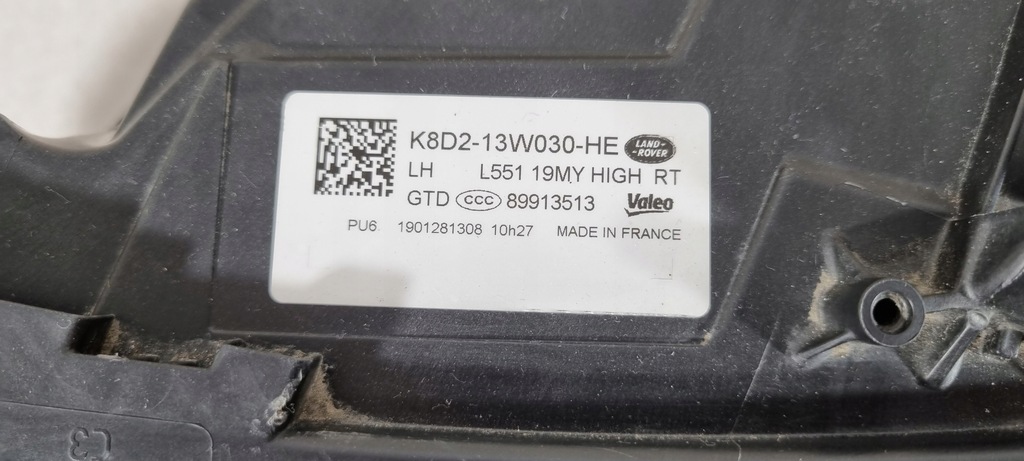 K8D2-13W030-HE LAND-ROVER
LH L551 19MY HIGH RT
GTD CCC 89913513 Valeo
PU6 1901281308 10h27 MADE IN FRANCE
L3